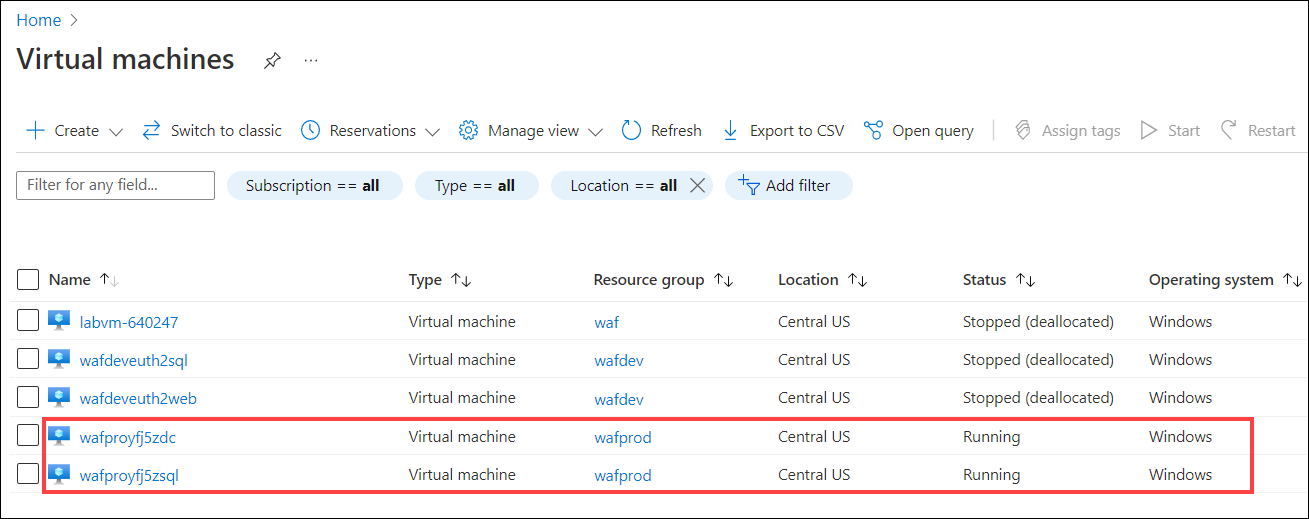 Home >
Virtual machines ...
+ Create Switch to classic Reservations Manage view Refresh Export to CSV Open query Assign tags Start Restart
Filter for any field... Subscription == all Type == all Location == all Add filter
Name Type Resource group Location Status Operating system
labvm-640247 Virtual machine waf Central US Stopped (deallocated) Windows
wafdeveuth2sql Virtual machine wafdev Central US Stopped (deallocated) Windows
wafdeveuth2web Virtual machine wafdev Central US Stopped (deallocated) Windows
wafproyfj5zdc Virtual machine wafprod Central US Running Windows
wafproyfj5zsql Virtual machine wafprod Central US Running Windows